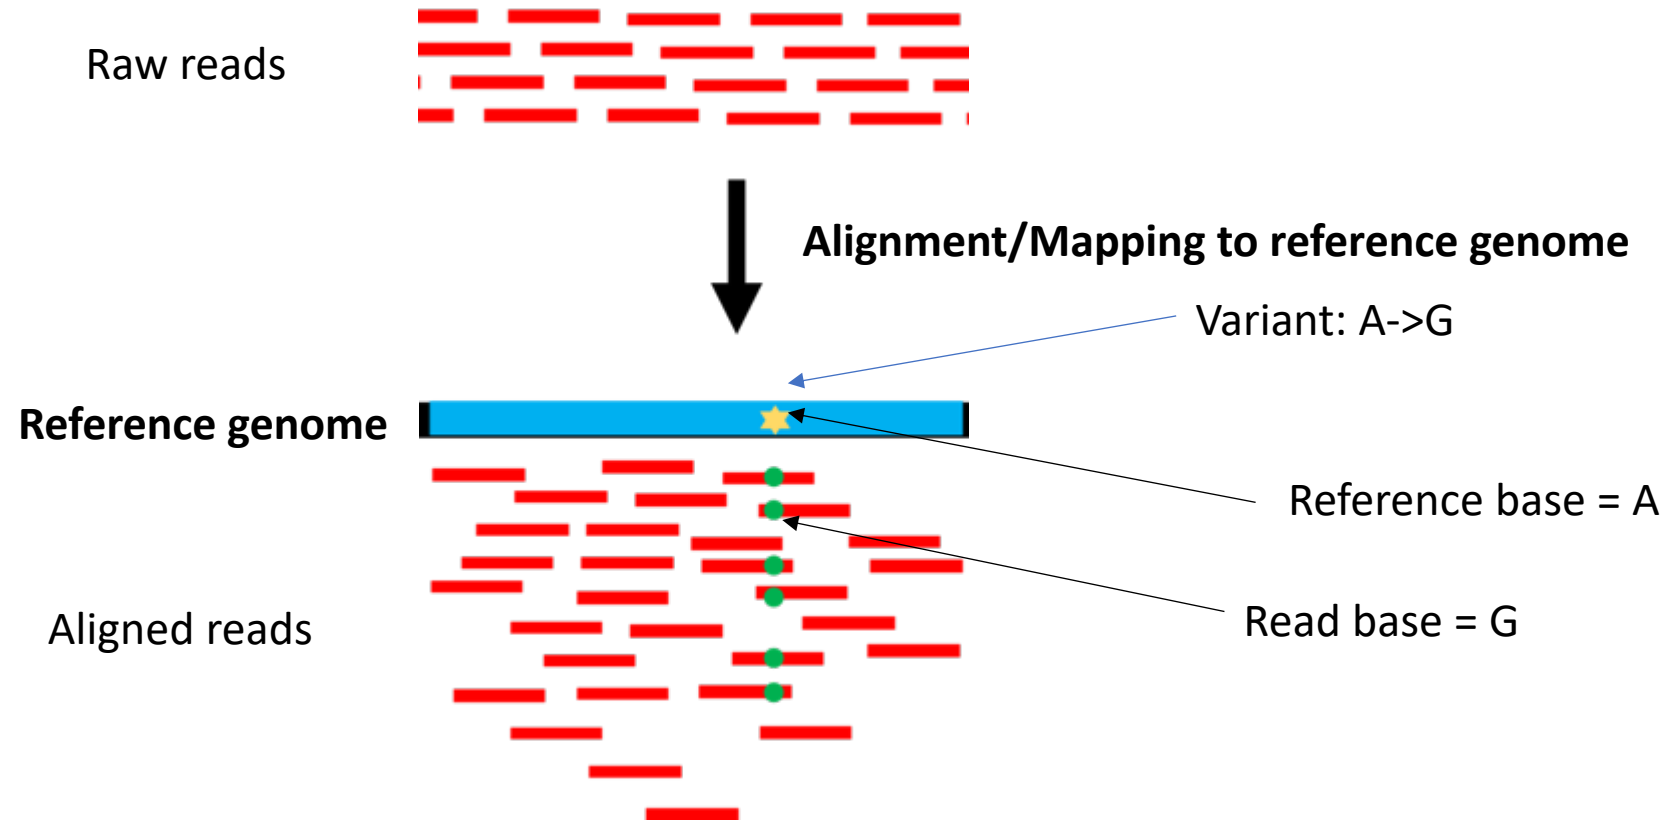 Raw reads
Alignment/Mapping to reference genome
Variant: A->G
Reference genome
Reference base = A
Read base = G
Aligned reads